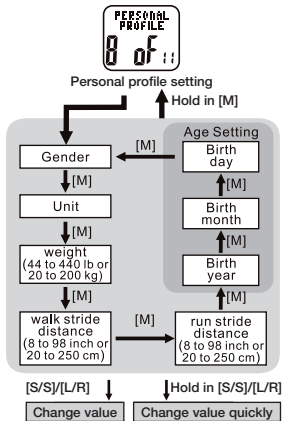 PERSONAL
PROFILE
8 of 11
Personal profile setting
Hold in [M]
Age Setting
Gender
[M]
Birth
day
[M]
[M]
Unit
Birth
month
[M]
[M]
weight
(44 to 440 lb or
20 to 200 kg)
Birth
year
[M]
[M]
walk stride
distance
(8 to 98 inch or
20 to 250 cm)
[M]
run stride
distance
(8 to 98 inch or
20 to 250 cm)
[S/S]/[L/R]
Hold in [S/S]/[L/R]
Change value
Change value quickly